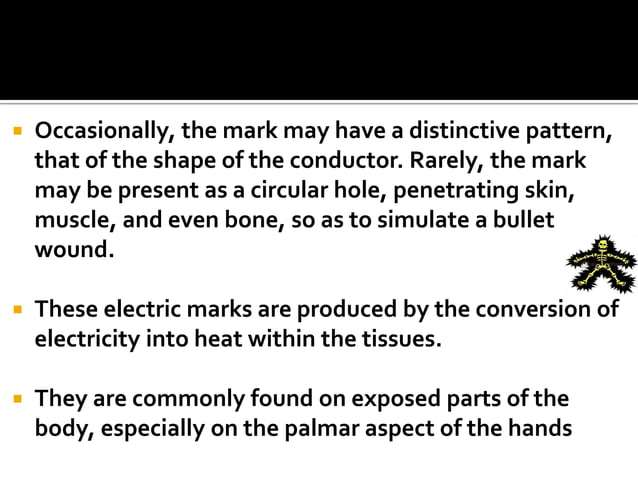 Occasionally, the mark may have a distinctive pattern,
that of the shape of the conductor. Rarely, the mark
may be present as a circular hole, penetrating skin,
muscle, and even bone, so as to simulate a bullet
wound.
These electric marks are produced by the conversion of
electricity into heat within the tissues.
They are commonly found on exposed parts of the
body, especially on the palmar aspect of the hands